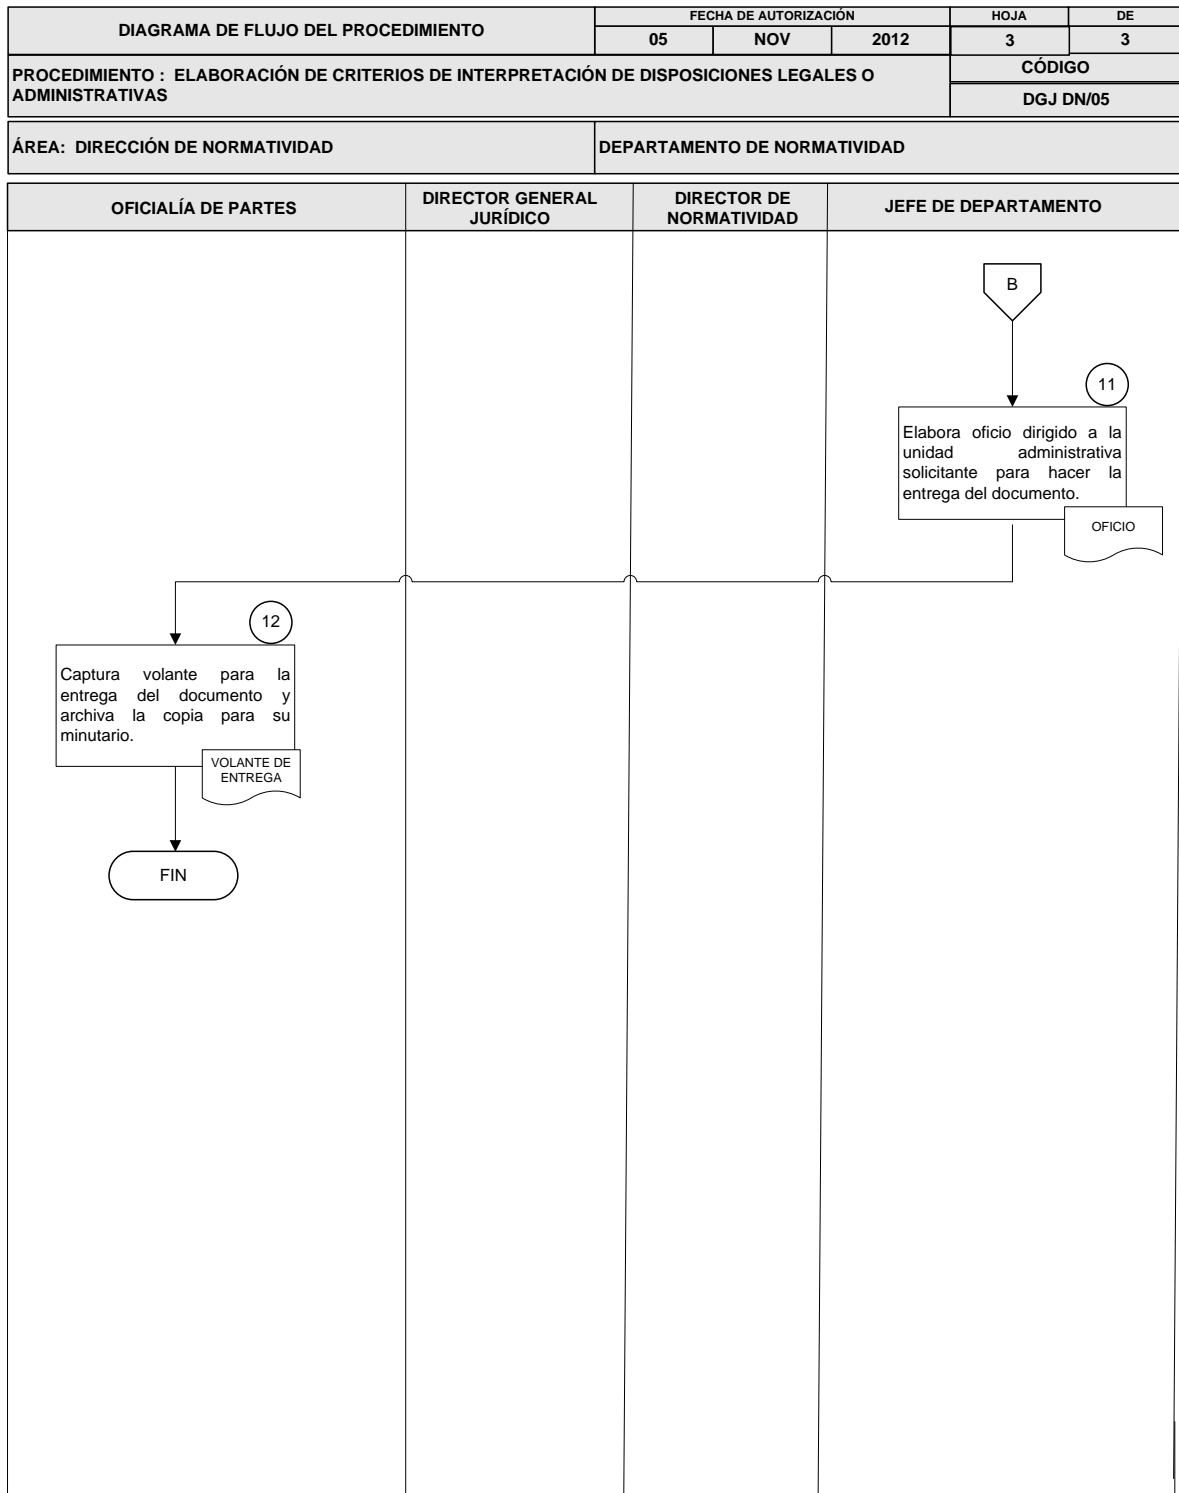 DIAGRAMA DE FLUJO DEL PROCEDIMIENTO
FECHA DE AUTORIZACIÓN
HOJA
DE
05
NOV
2012
3
3
PROCEDIMIENTO : ELABORACIÓN DE CRITERIOS DE INTERPRETACIÓN DE DISPOSICIONES LEGALES O
ADMINISTRATIVAS
CÓDIGO
DGJ DN/05
ÁREA: DIRECCIÓN DE NORMATIVIDAD
DEPARTAMENTO DE NORMATIVIDAD
OFICIALÍA DE PARTES
DIRECTOR GENERAL
JURÍDICO
DIRECTOR DE
NORMATIVIDAD
JEFE DE DEPARTAMENTO
B
11
Elabora oficio dirigido a la
unidad administrativa
solicitante para hacer la
entrega del documento.
OFICIO
12
Captura volante para la
entrega del documento y
archiva la copia para su
minutario.
VOLANTE DE
ENTREGA
FIN